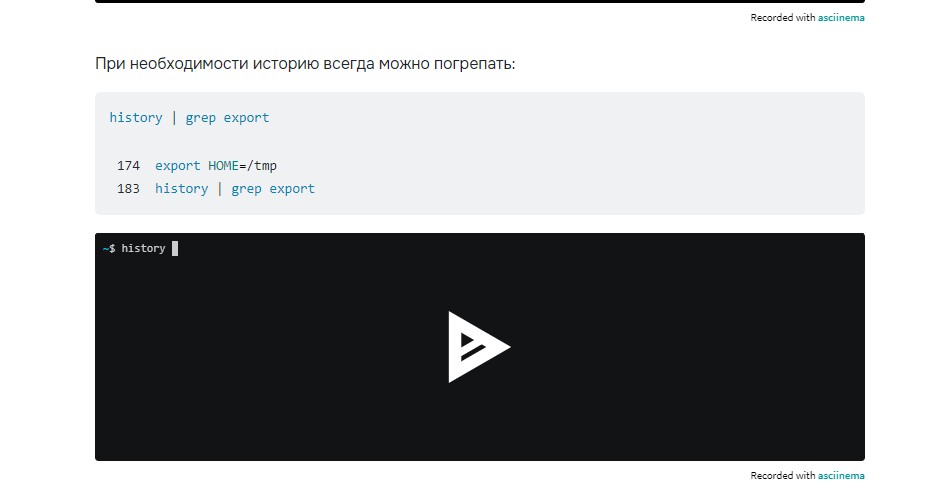 Recorded with asciinema
При необходимости историю всегда можно погрепать:
history | grep export
174 export HOME=/tmp
183 history | grep export
~$ history
Recorded with asciinema